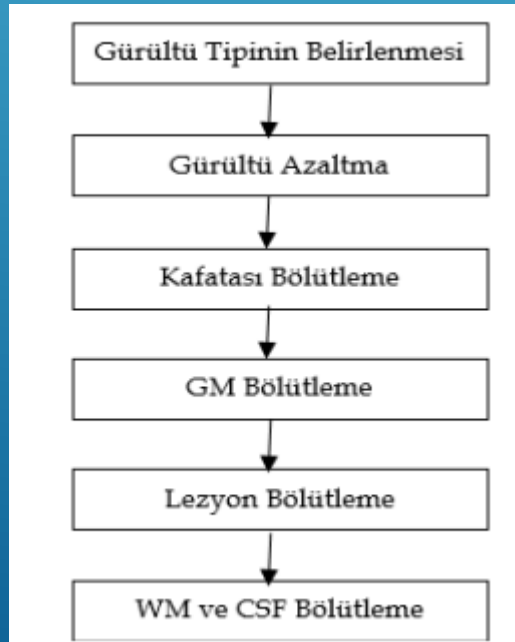 Gürültü Tipinin Belirlenmesi
Gürültü Azaltma
Kafatası Bölütleme
GM Bölütleme
Lezyon Bölütleme
WM ve CSF Bölütleme